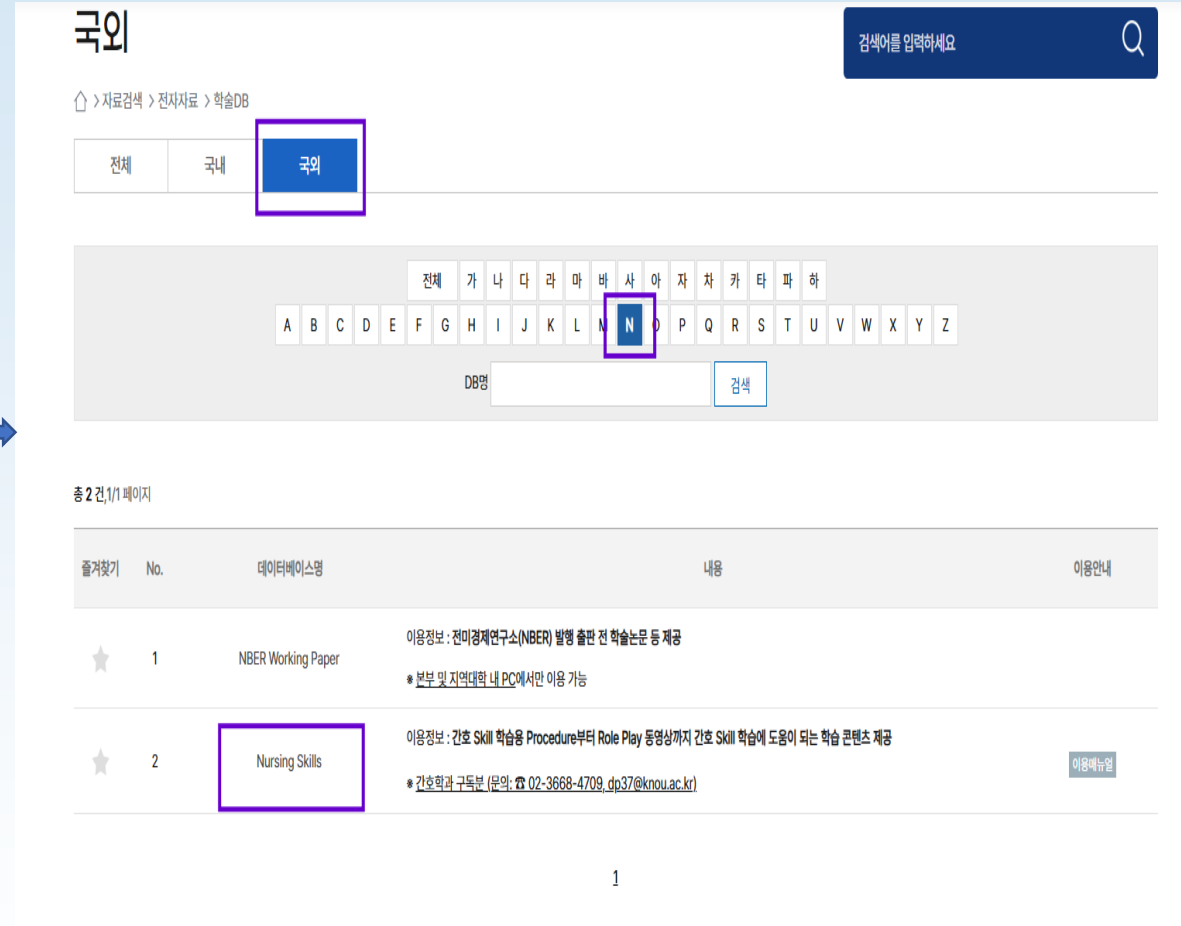 국외
검색어를 입력하세요
> 자료검색 > 전자자료 > 학술DB
전체 국내 국외
전체 가 나 다 라 마 바 사 아 자 차 카 타 파 하
A B C D E F G H I J K L M N O P Q R S T U V W X Y Z
DB명 검색
총 2 건,1/1 페이지
즐겨찾기 No. 데이터베이스명 내용 이용안내
이용정보 : 전미경제연구소(NBER) 발행 출판 전 학술논문 등 제공
1 NBER Working Paper
※ 본부 및 지역대학 내 PC에서만 이용 가능
이용정보 : 간호 Skill 학습용 Procedure부터 Role Play 동영상까지 간호 Skill 학습에 도움이 되는 학습 콘텐츠 제공
2 Nursing Skills 이용매뉴얼
※ 간호학과 구독분 (문의: ☎ 02-3668-4709, dp37@knou.ac.kr)
1